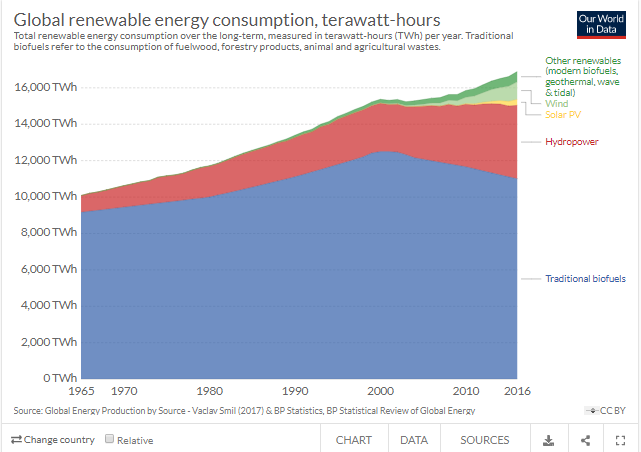 Global renewable energy consumption, terawatt-hours
Total renewable energy consumption over the long-term, measured in terawatt-hours (TWh) per year. Traditional
biofuels refer to the consumption of fuelwood, forestry products, animal and agricultural wastes.
Our World
in Data
16,000 TWh
14,000 TWh
12,000 TWh
10,000 TWh
8,000 TWh
6,000 TWh
4,000 TWh
2,000 TWh
0 TWh
1965 1970 1980 1990 2000 2010 2016
Other renewables
(modern biofuels,
geothermal, wave
& tidal)
Wind
Solar PV
Hydropower
Traditional biofuels
Source: Global Energy Production by Source - Vaclav Smil (2017) & BP Statistics, BP Statistical Review of Global Energy
CC BY
Change country Relative CHART DATA SOURCES